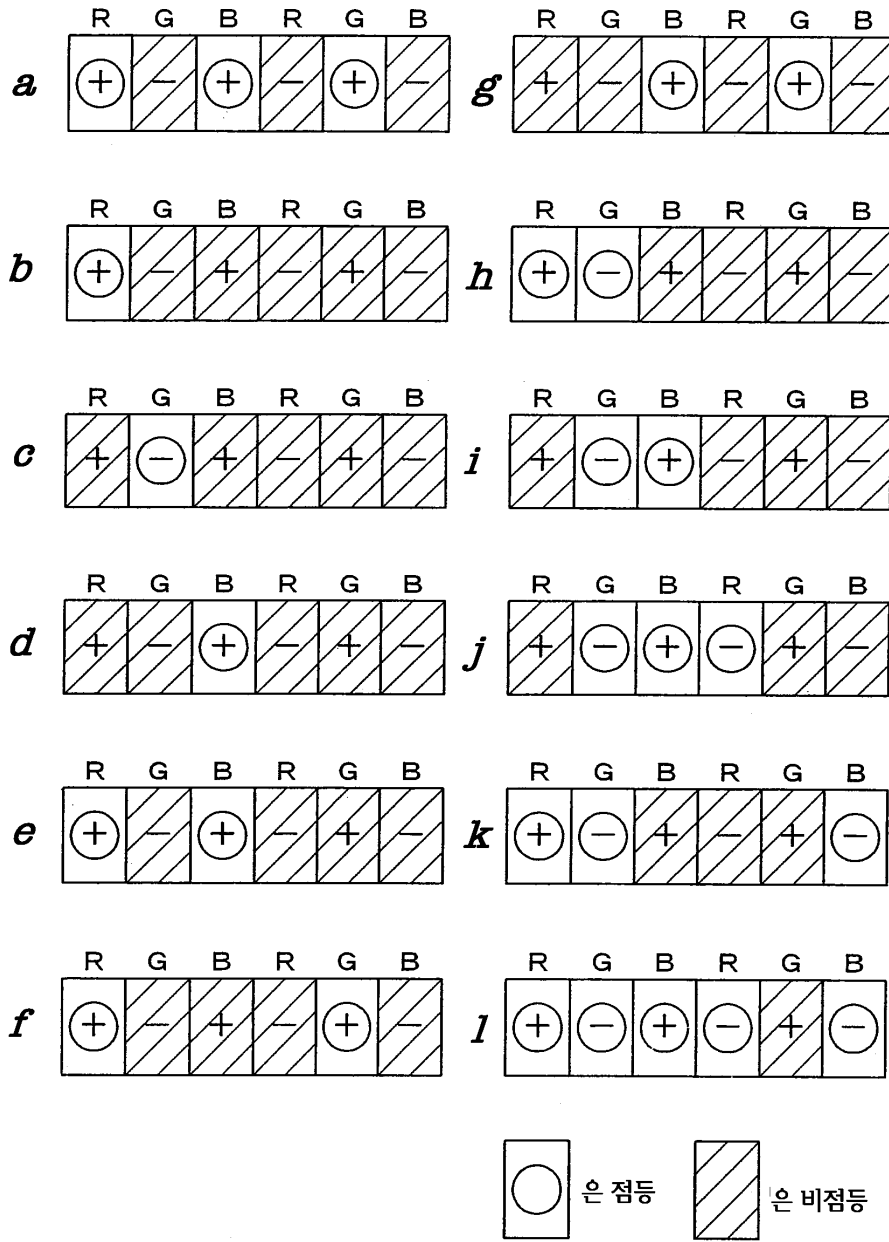 R G B R G B
a + − + − + −
R G B R G B
g + − + − + −
R G B R G B
b + − + − + −
R G B R G B
h + − + − + −
R G B R G B
c + − + − + −
R G B R G B
i + − + − + −
R G B R G B
d + − + − + −
R G B R G B
j + − + − + −
R G B R G B
e + − + − + −
R G B R G B
k + − + − + −
R G B R G B
f + − + − + −
R G B R G B
l + − + − + −
은 점등
은 비점등